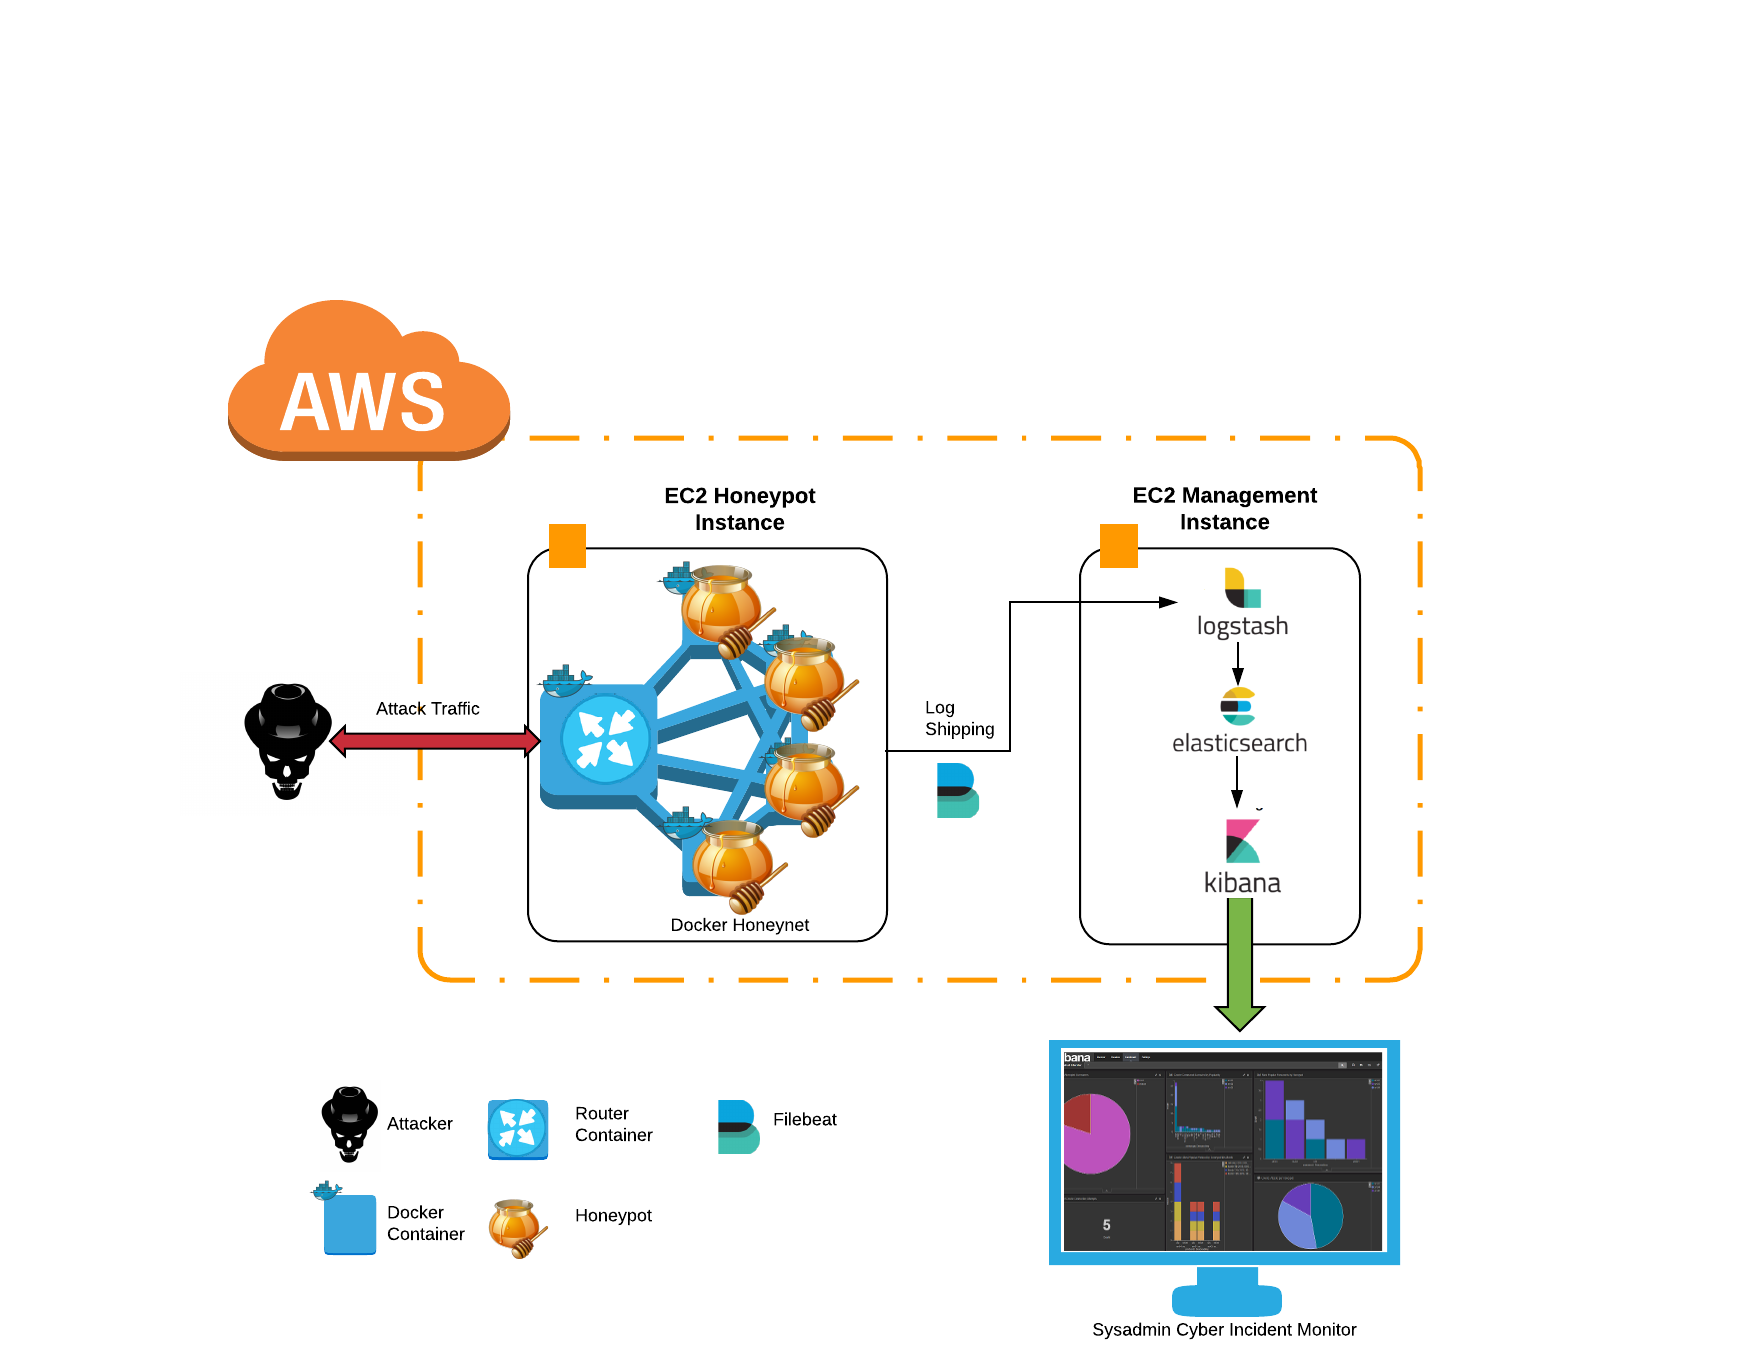 AWS
EC2 Honeypot
Instance
EC2 Management
Instance
logstash
Attack Traffic
Log
Shipping
elasticsearch
kibana
Docker Honeynet
bana
5
Attacker
Router
Container
Filebeat
Docker
Container
Honeypot
Sysadmin Cyber Incident Monitor